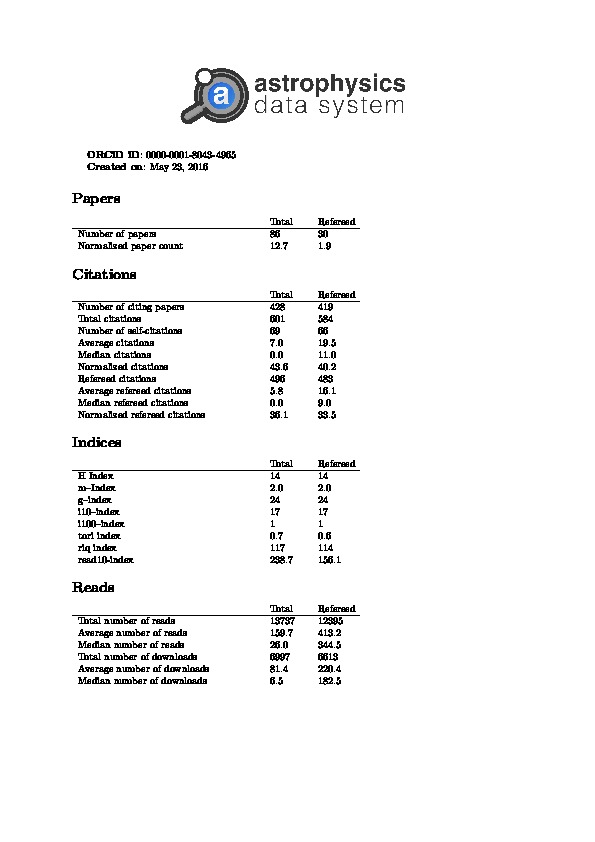 a
astrophysics
data system
ORCID ID: 0000-0001-8043-4965
Created on: May 23, 2016
Papers
Total Refereed
Number of papers 86 30
Normalized paper count 12.7 1.9
Citations
Total Refereed
Number of citing papers 428 419
Total citations 601 584
Number of self-citations 69 66
Average citations 7.0 19.5
Median citations 0.0 11.0
Normalized citations 43.6 40.2
Refereed citations 496 483
Average refereed citations 5.8 16.1
Median refereed citations 0.0 9.0
Normalized refereed citations 36.1 33.5
Indices
Total Refereed
H Index 14 14
m–Index 2.0 2.0
g–index 24 24
i10–index 17 17
i100–index 1 1
tori index 0.7 0.6
riq index 117 114
read10-index 238.7 156.1
Reads
Total Refereed
Total number of reads 13737 12395
Average number of reads 159.7 413.2
Median number of reads 26.0 344.5
Total number of downloads 6997 6613
Average number of downloads 81.4 220.4
Median number of downloads 6.5 182.5